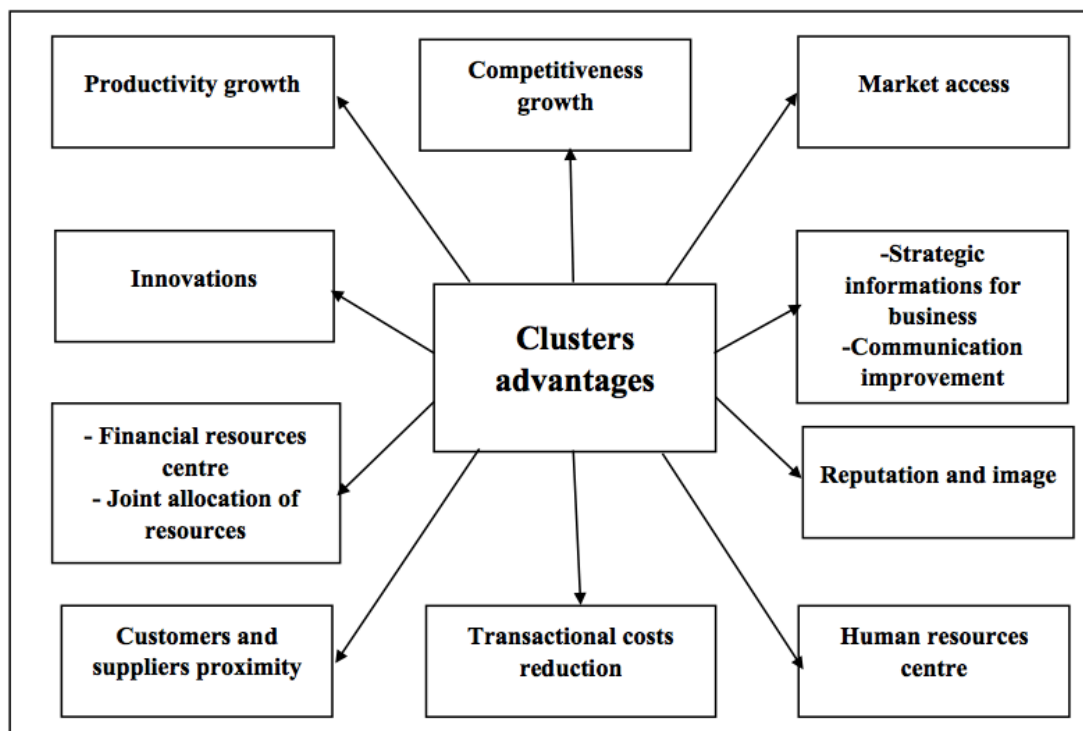 Productivity growth
Competitiveness
growth
Market access
Innovations
Clusters
advantages
-Strategic
informations for
business
-Communication
improvement
- Financial resources
centre
- Joint allocation of
resources
Reputation and image
Customers and
suppliers proximity
Transactional costs
reduction
Human resources
centre